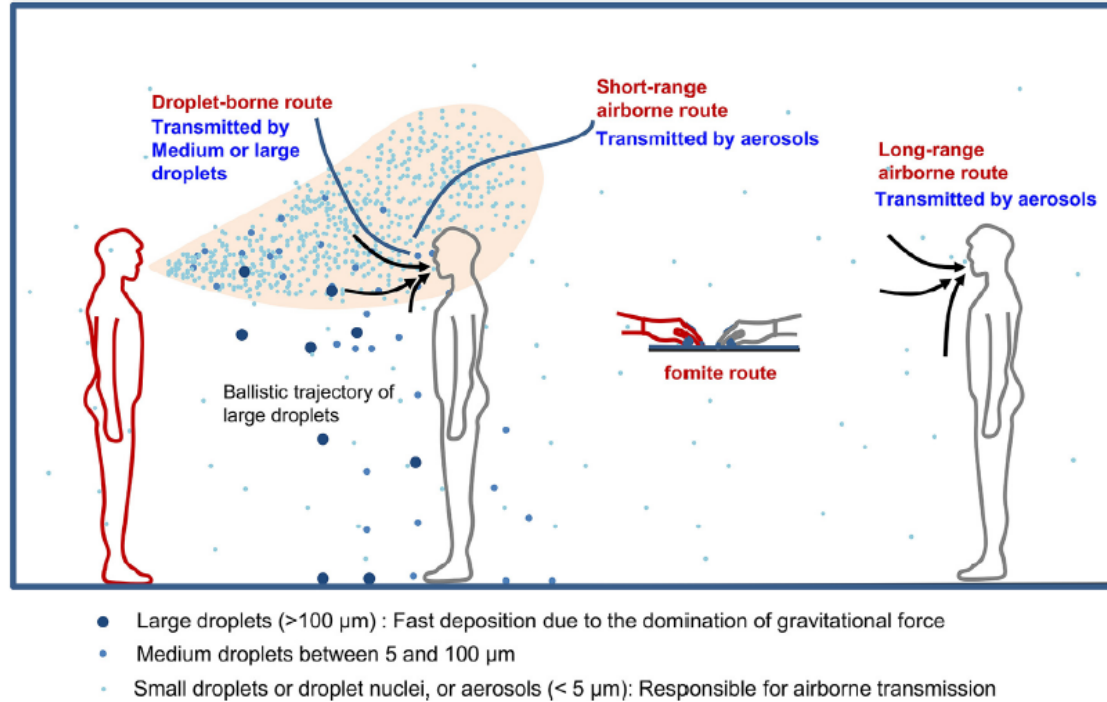 Droplet-borne route
Transmitted by
Medium or large
droplets
Short-range
airborne route
Transmitted by aerosols
Long-range
airborne route
Transmitted by aerosols
Ballistic trajectory of
large droplets
fomite route
Large droplets (>100 µm) : Fast deposition due to the domination of gravitational force
Medium droplets between 5 and 100 µm
Small droplets or droplet nuclei, or aerosols (< 5 µm): Responsible for airborne transmission